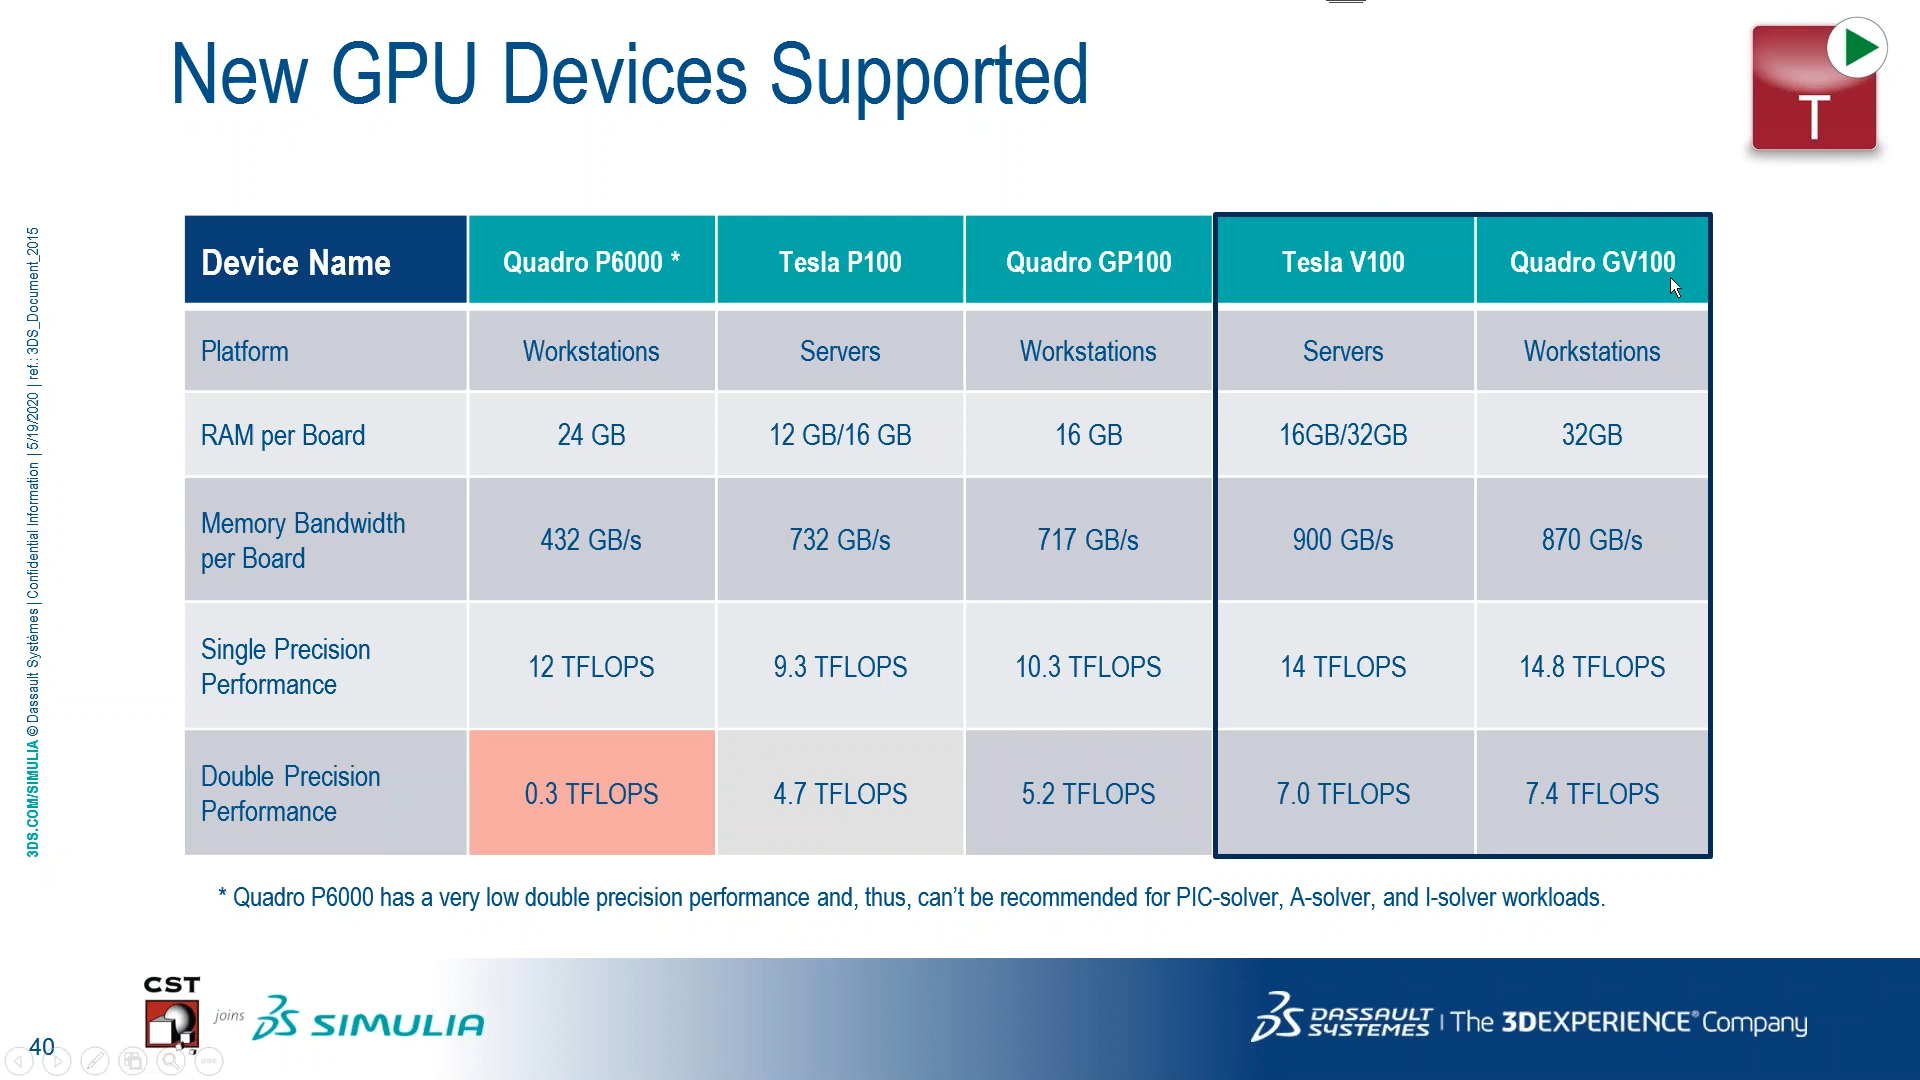 New GPU Devices Supported
T
Device Name Quadro P6000 * Tesla P100 Quadro GP100 Tesla V100 Quadro GV100
Platform Workstations Servers Workstations Servers Workstations
RAM per Board 24 GB 12 GB/16 GB 16 GB 16GB/32GB 32GB
Memory Bandwidth
per Board 432 GB/s 732 GB/s 717 GB/s 900 GB/s 870 GB/s
Single Precision
Performance 12 TFLOPS 9.3 TFLOPS 10.3 TFLOPS 14 TFLOPS 14.8 TFLOPS
Double Precision
Performance 0.3 TFLOPS 4.7 TFLOPS 5.2 TFLOPS 7.0 TFLOPS 7.4 TFLOPS
* Quadro P6000 has a very low double precision performance and, thus, can't be recommended for PIC-solver, A-solver, and I-solver workloads.
3DS.COM/SIMULIA © Dassault Systèmes | Confidential Information | 5/19/2020 | ref.: 3DS_Document_2015
CST
joins
SIMULIA
DASSAULT
SYSTEMES | The 3DEXPERIENCE® Company
40